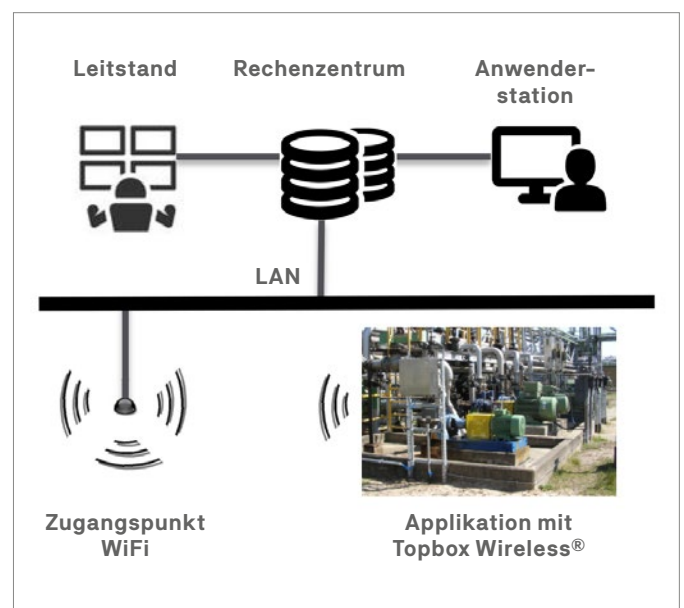 Leitstand
Rechenzentrum
Anwender-
station
LAN
Zugangspunkt
WiFi
Applikation mit
Topbox Wireless®